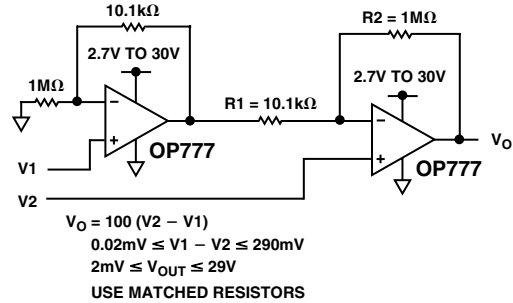 10.1kΩ
R2 = 1MΩ
2.7V TO 30V
2.7V TO 30V
1MΩ
R1 = 10.1kΩ
−
+
−
+
V1
OP777
OP777
VO
V2
VO = 100 (V2 − V1)
0.02mV ≤ V1 − V2 ≤ 290mV
2mV ≤ VOUT ≤ 29V
USE MATCHED RESISTORS